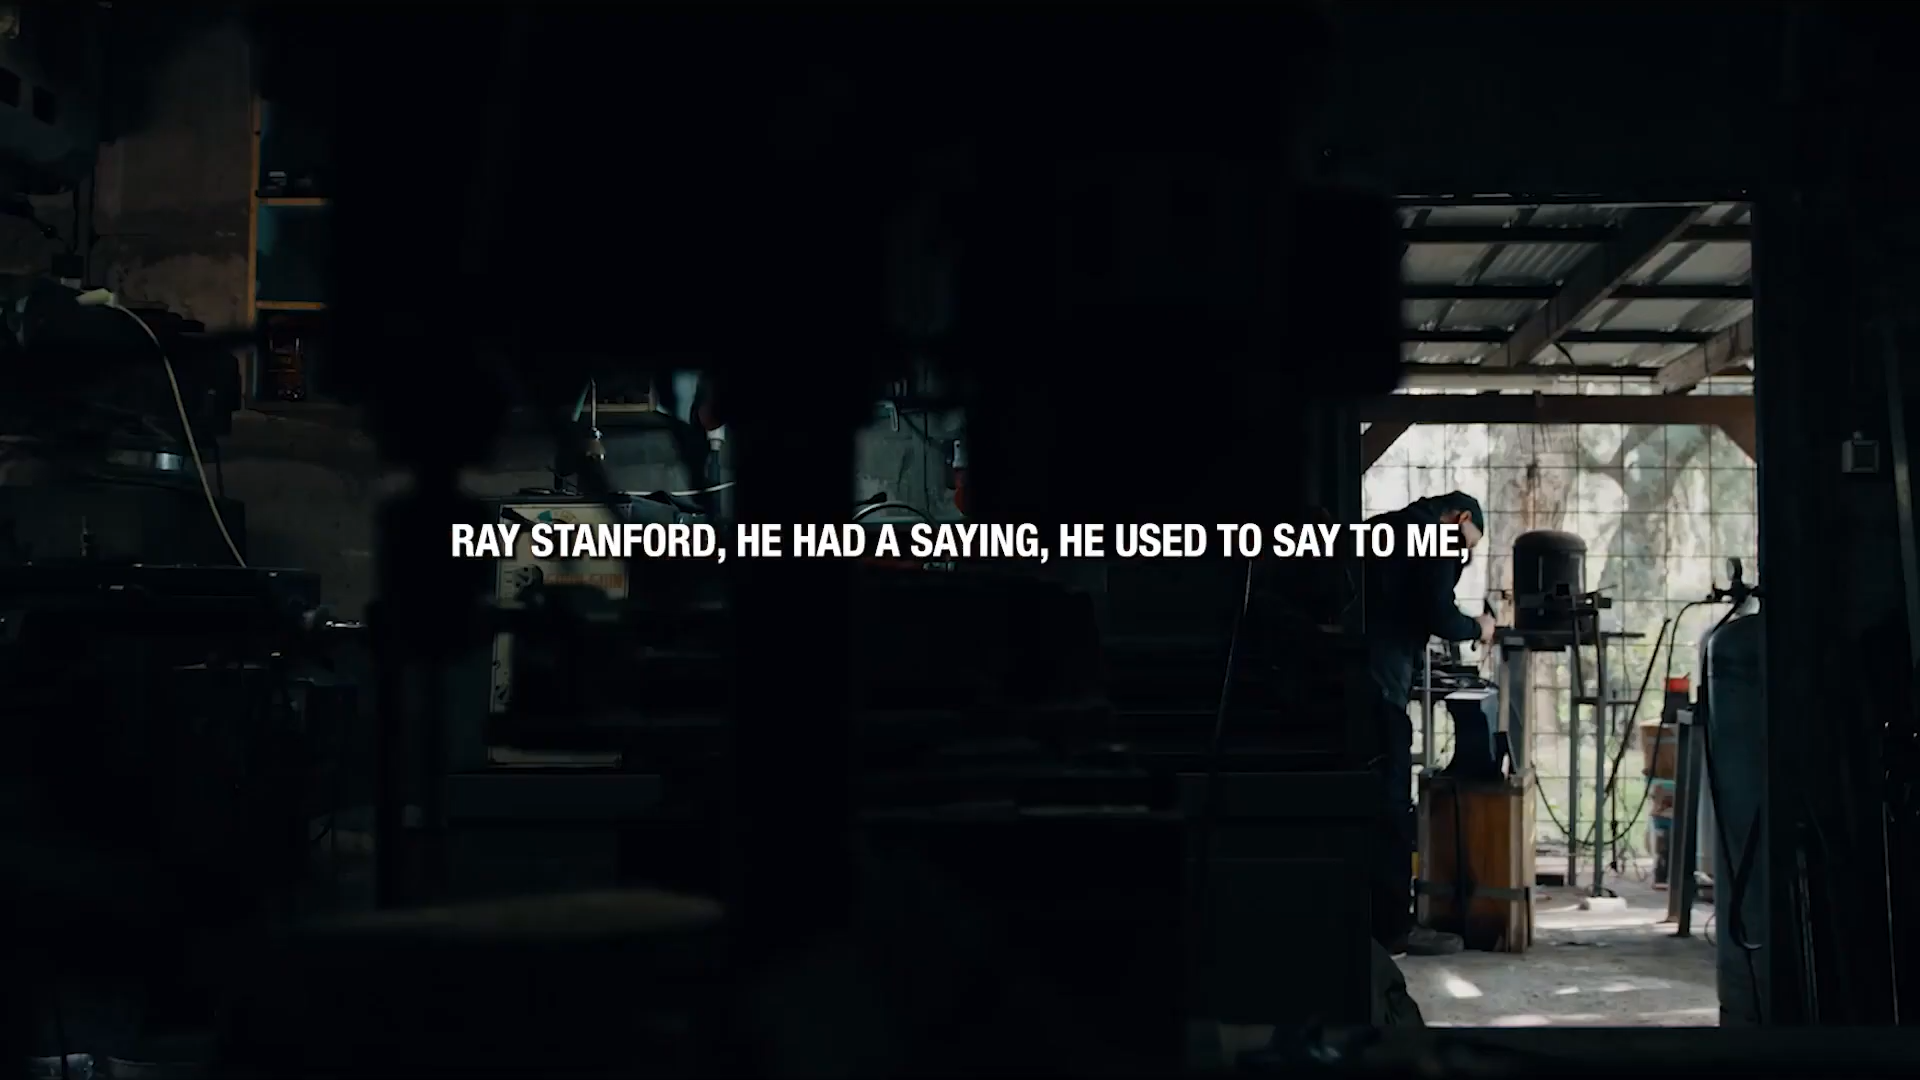 RAY STANFORD, HE HAD A SAYING, HE USED TO SAY TO ME,